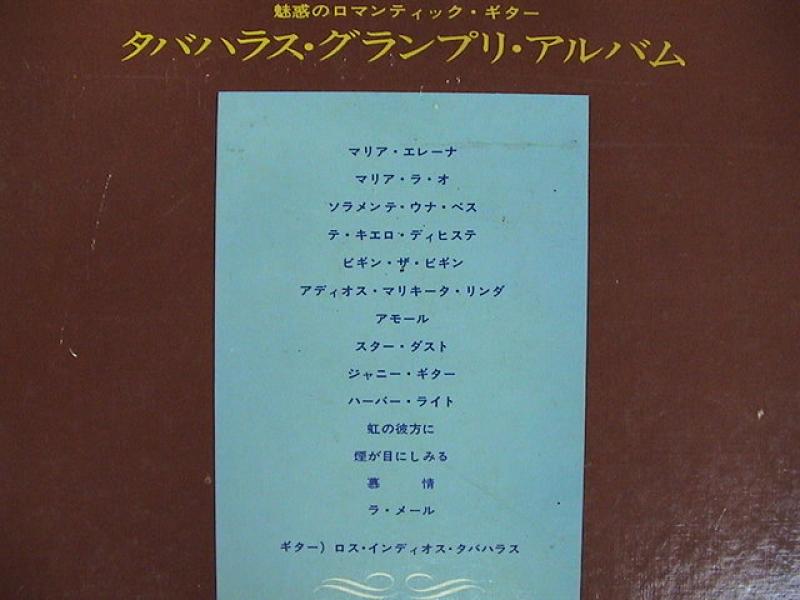 魅惑のロマンティック・ギター
タバハラス・グランプリ・アルバム
マリア・エレーナ
マリア・ラ・オ
ソラメンテ・ウナ・ベス
テ・キエロ・ディヒステ
ビギン・ザ・ビギン
アディオス・マリキータ・リンダ
アモール
スター・ダスト
ジャニー・ギター
ハーバー・ライト
虹の彼方に
煙が目にしみる
慕　情
ラ・メール
ギター）ロス・インディオス・タバハラス